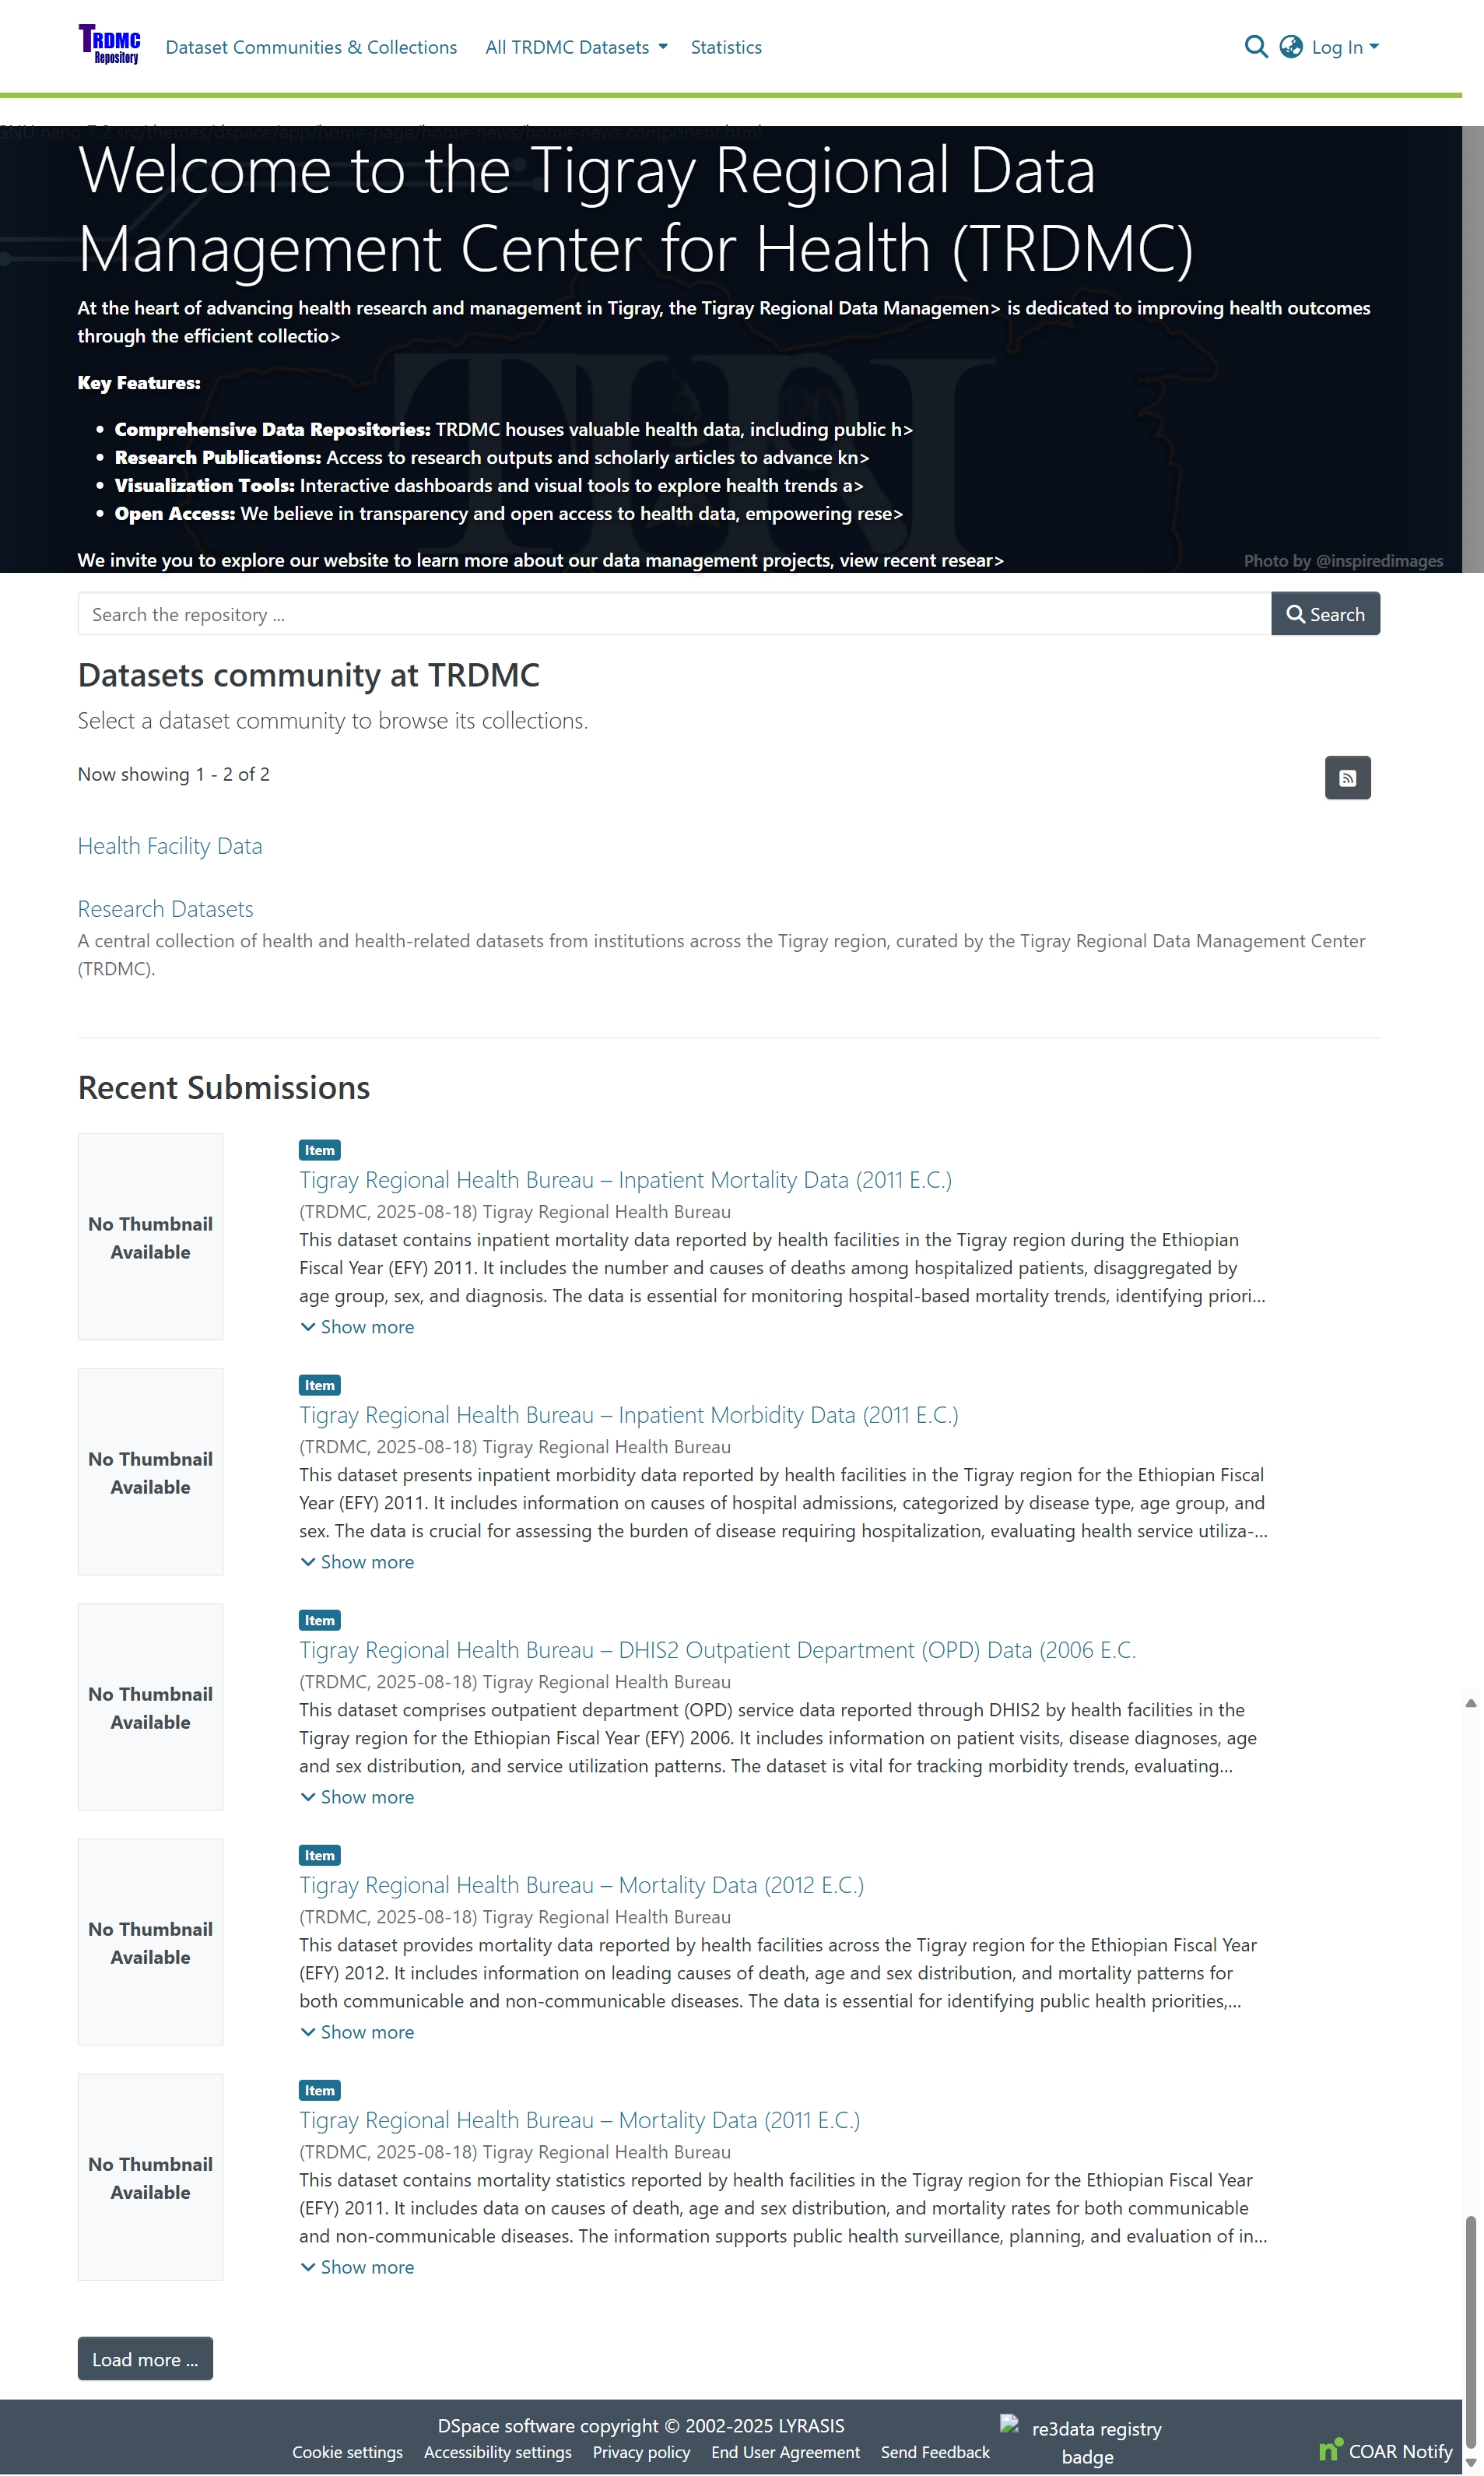 TRDMC
Repository
Dataset Communities & Collections
All TRDMC Datasets
Statistics
Log In
GNU nano 7.2 src/themes/dspace/app/home-page/home-news/home-news.component.html
Welcome to the Tigray Regional Data
Management Center for Health (TRDMC)
At the heart of advancing health research and management in Tigray, the Tigray Regional Data Managemen> is dedicated to improving health outcomes
through the efficient collectio>
Key Features:
Comprehensive Data Repositories: TRDMC houses valuable health data, including public h>
Research Publications: Access to research outputs and scholarly articles to advance kn>
Visualization Tools: Interactive dashboards and visual tools to explore health trends a>
Open Access: We believe in transparency and open access to health data, empowering rese>
We invite you to explore our website to learn more about our data management projects, view recent resear>
Photo by @inspiredimages
Search the repository ...
Search
Datasets community at TRDMC
Select a dataset community to browse its collections.
Now showing 1 - 2 of 2
Health Facility Data
Research Datasets
A central collection of health and health-related datasets from institutions across the Tigray region, curated by the Tigray Regional Data Management Center
(TRDMC).
Recent Submissions
No Thumbnail
Available
Item
Tigray Regional Health Bureau – Inpatient Mortality Data (2011 E.C.)
(TRDMC, 2025-08-18) Tigray Regional Health Bureau
This dataset contains inpatient mortality data reported by health facilities in the Tigray region during the Ethiopian
Fiscal Year (EFY) 2011. It includes the number and causes of deaths among hospitalized patients, disaggregated by
age group, sex, and diagnosis. The data is essential for monitoring hospital-based mortality trends, identifying priori...
Show more
No Thumbnail
Available
Item
Tigray Regional Health Bureau – Inpatient Morbidity Data (2011 E.C.)
(TRDMC, 2025-08-18) Tigray Regional Health Bureau
This dataset presents inpatient morbidity data reported by health facilities in the Tigray region for the Ethiopian Fiscal
Year (EFY) 2011. It includes information on causes of hospital admissions, categorized by disease type, age group, and
sex. The data is crucial for assessing the burden of disease requiring hospitalization, evaluating health service utiliza-...
Show more
No Thumbnail
Available
Item
Tigray Regional Health Bureau – DHIS2 Outpatient Department (OPD) Data (2006 E.C.
(TRDMC, 2025-08-18) Tigray Regional Health Bureau
This dataset comprises outpatient department (OPD) service data reported through DHIS2 by health facilities in the
Tigray region for the Ethiopian Fiscal Year (EFY) 2006. It includes information on patient visits, disease diagnoses, age
and sex distribution, and service utilization patterns. The dataset is vital for tracking morbidity trends, evaluating...
Show more
No Thumbnail
Available
Item
Tigray Regional Health Bureau – Mortality Data (2012 E.C.)
(TRDMC, 2025-08-18) Tigray Regional Health Bureau
This dataset provides mortality data reported by health facilities across the Tigray region for the Ethiopian Fiscal Year
(EFY) 2012. It includes information on leading causes of death, age and sex distribution, and mortality patterns for
both communicable and non-communicable diseases. The data is essential for identifying public health priorities,...
Show more
No Thumbnail
Available
Item
Tigray Regional Health Bureau – Mortality Data (2011 E.C.)
(TRDMC, 2025-08-18) Tigray Regional Health Bureau
This dataset contains mortality statistics reported by health facilities in the Tigray region for the Ethiopian Fiscal Year
(EFY) 2011. It includes data on causes of death, age and sex distribution, and mortality rates for both communicable
and non-communicable diseases. The information supports public health surveillance, planning, and evaluation of in...
Show more
Load more ...
DSpace software copyright © 2002-2025 LYRASIS
Cookie settings
Accessibility settings
Privacy policy
End User Agreement
Send Feedback
re3data registry
badge
COAR Notify